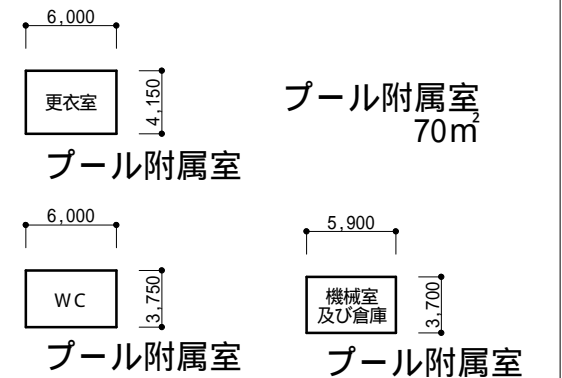 6,000
更衣室
4,150
プール附属室
プール附属室
70㎡
6,000
WC
3,750
プール附属室
5,900
機械室
及び倉庫
3,700
プール附属室